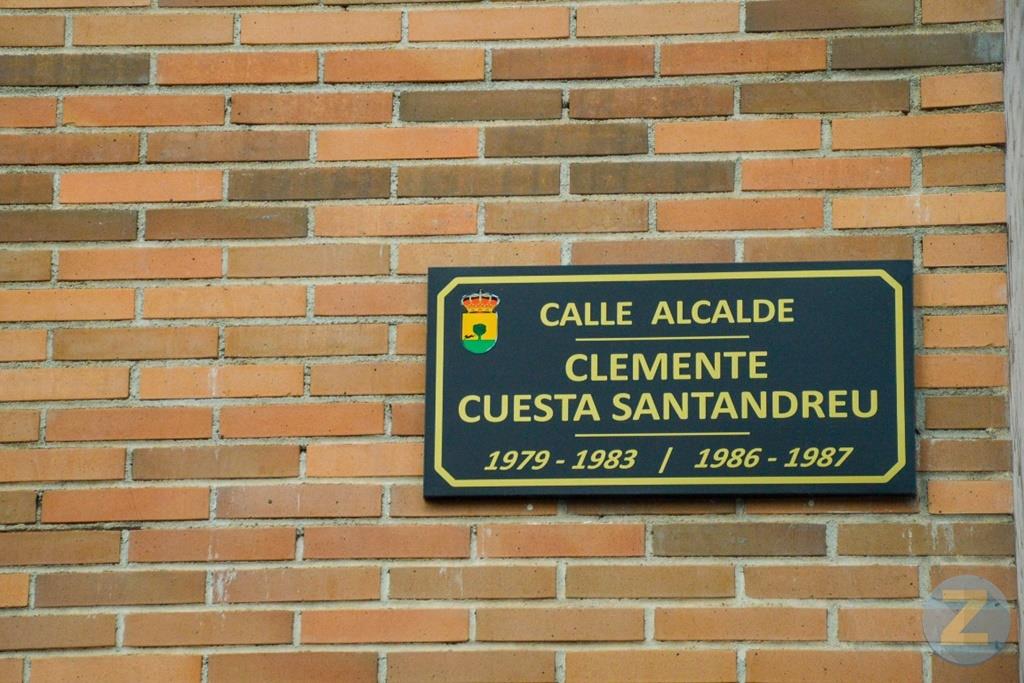 CALLE ALCALDE
CLEMENTE
CUESTA SANTANDREU
1979 - 1983 / 1986 - 1987
Z